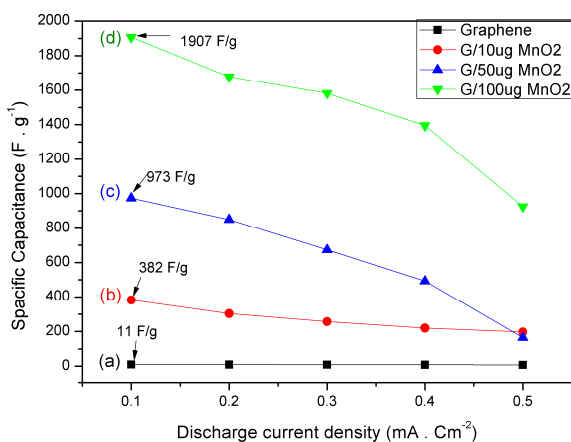 2000
1800
1600
1400
1200
1000
800
600
400
200
0
Spacific Capacitance (F . g⁻¹)
(d)
1907 F/g
Graphene
G/10ug MnO2
G/50ug MnO2
G/100ug MnO2
(c)
973 F/g
(b)
382 F/g
(a)
11 F/g
0.1 0.2 0.3 0.4 0.5
Discharge current density (mA . Cm⁻²)